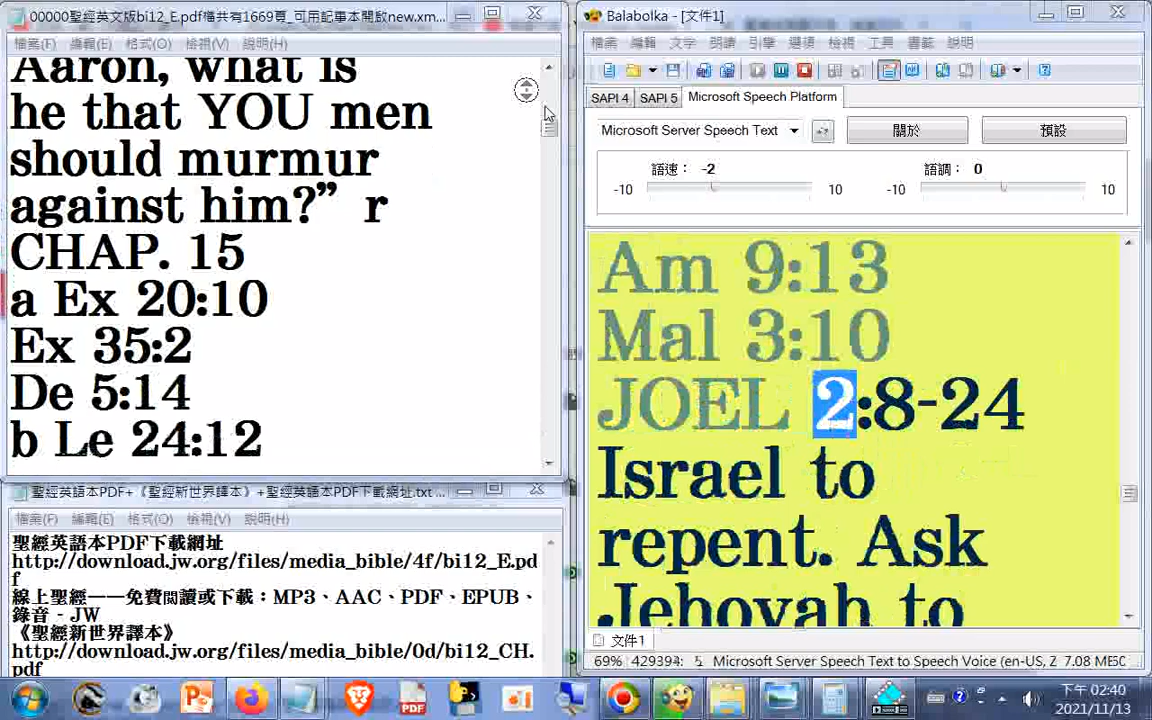 00000聖經英文版bi12_E.pdf檔共有1669頁_可用記事本開啟new.xm...
檔案(F) 編輯(E) 格式(O) 檢視(V) 說明(H)
Aaron, what is
he that YOU men
should murmur
against him?” r
CHAP. 15
a Ex 20:10
Ex 35:2
De 5:14
b Le 24:12
聖經英語本PDF+《聖經新世界譯本》+聖經英語本PDF下載網址.txt ...
檔案(F) 編輯(E) 格式(O) 檢視(V) 說明(H)
聖經英語本PDF下載網址
http://download.jw.org/files/media_bible/4f/bi12_E.pd
f
線上聖經——免費閱讀或下載：MP3、AAC、PDF、EPUB、
錄音 - JW
《聖經新世界譯本》
http://download.jw.org/files/media_bible/0d/bi12_CH.
pdf
Balabolka - [文件1]
檔案 編輯 文字 朗讀 引擎 選項 檢視 工具 書籤 說明
SAPI 4 SAPI 5 Microsoft Speech Platform
Microsoft Server Speech Text 關於 預設
語速： -2 語調： 0
-10 10 -10 10
Am 9:13
Mal 3:10
JOEL 2:8-24
Israel to
repent. Ask
Jehovah to
文件1
69% 429394: Microsoft Server Speech Text to Speech Voice (en-US, Z 7.08 МБ
下午 02:40
2021/11/13